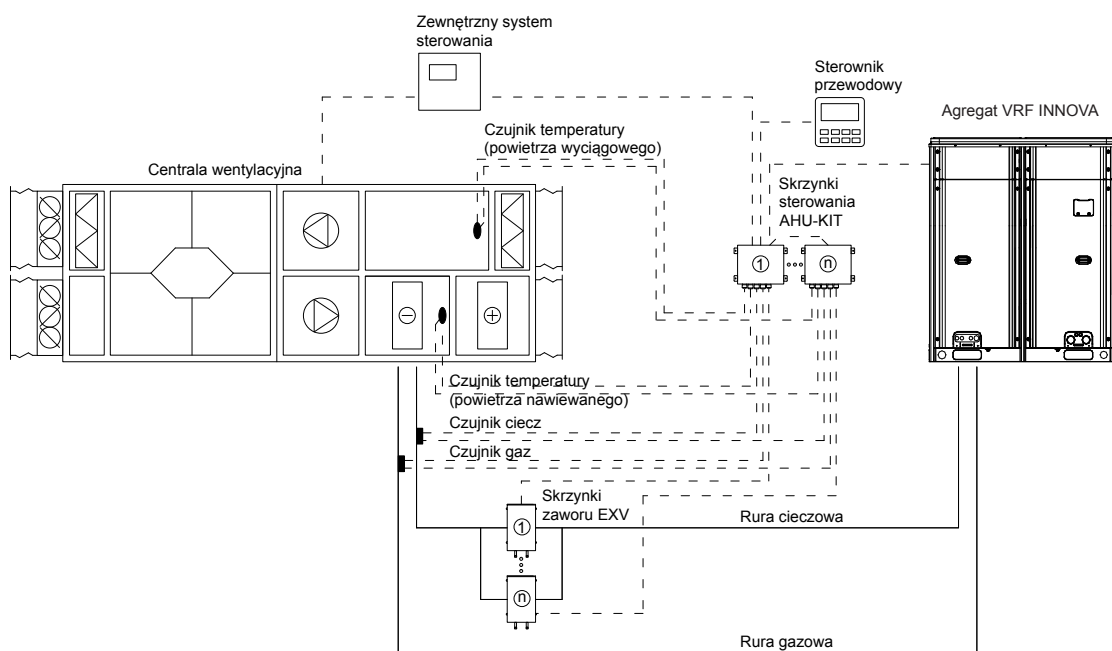 Zewnętrzny system
sterowania
Sterownik
przewodowy
Agregat VRF INNOVA
Czujnik temperatury
(powietrza wyciągowego)
Centrala wentylacyjna
Skrzynki
sterowania
AHU-KIT
1
n
Czujnik temperatury
(powietrza nawiewanego)
Czujnik ciecz
Czujnik gaz
Skrzynki
zaworu EXV
1
n
Rura cieczowa
Rura gazowa